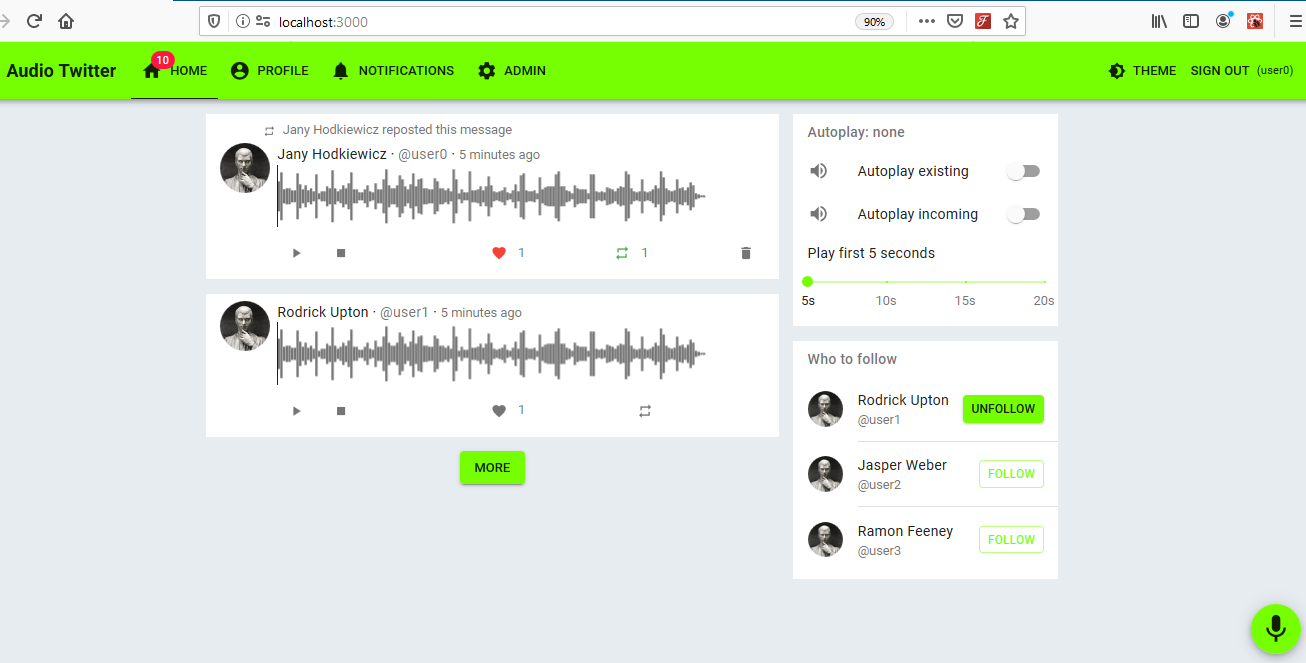 localhost:3000
90%
Audio Twitter
10
HOME
PROFILE
NOTIFICATIONS
ADMIN
THEME
SIGN OUT (user0)
Jany Hodkiewicz reposted this message
Jany Hodkiewicz · @user0 · 5 minutes ago
1
1
Rodrick Upton · @user1 · 5 minutes ago
1
MORE
Autoplay: none
Autoplay existing
Autoplay incoming
Play first 5 seconds
5s 10s 15s 20s
Who to follow
Rodrick Upton
@user1
UNFOLLOW
Jasper Weber
@user2
FOLLOW
Ramon Feeney
@user3
FOLLOW